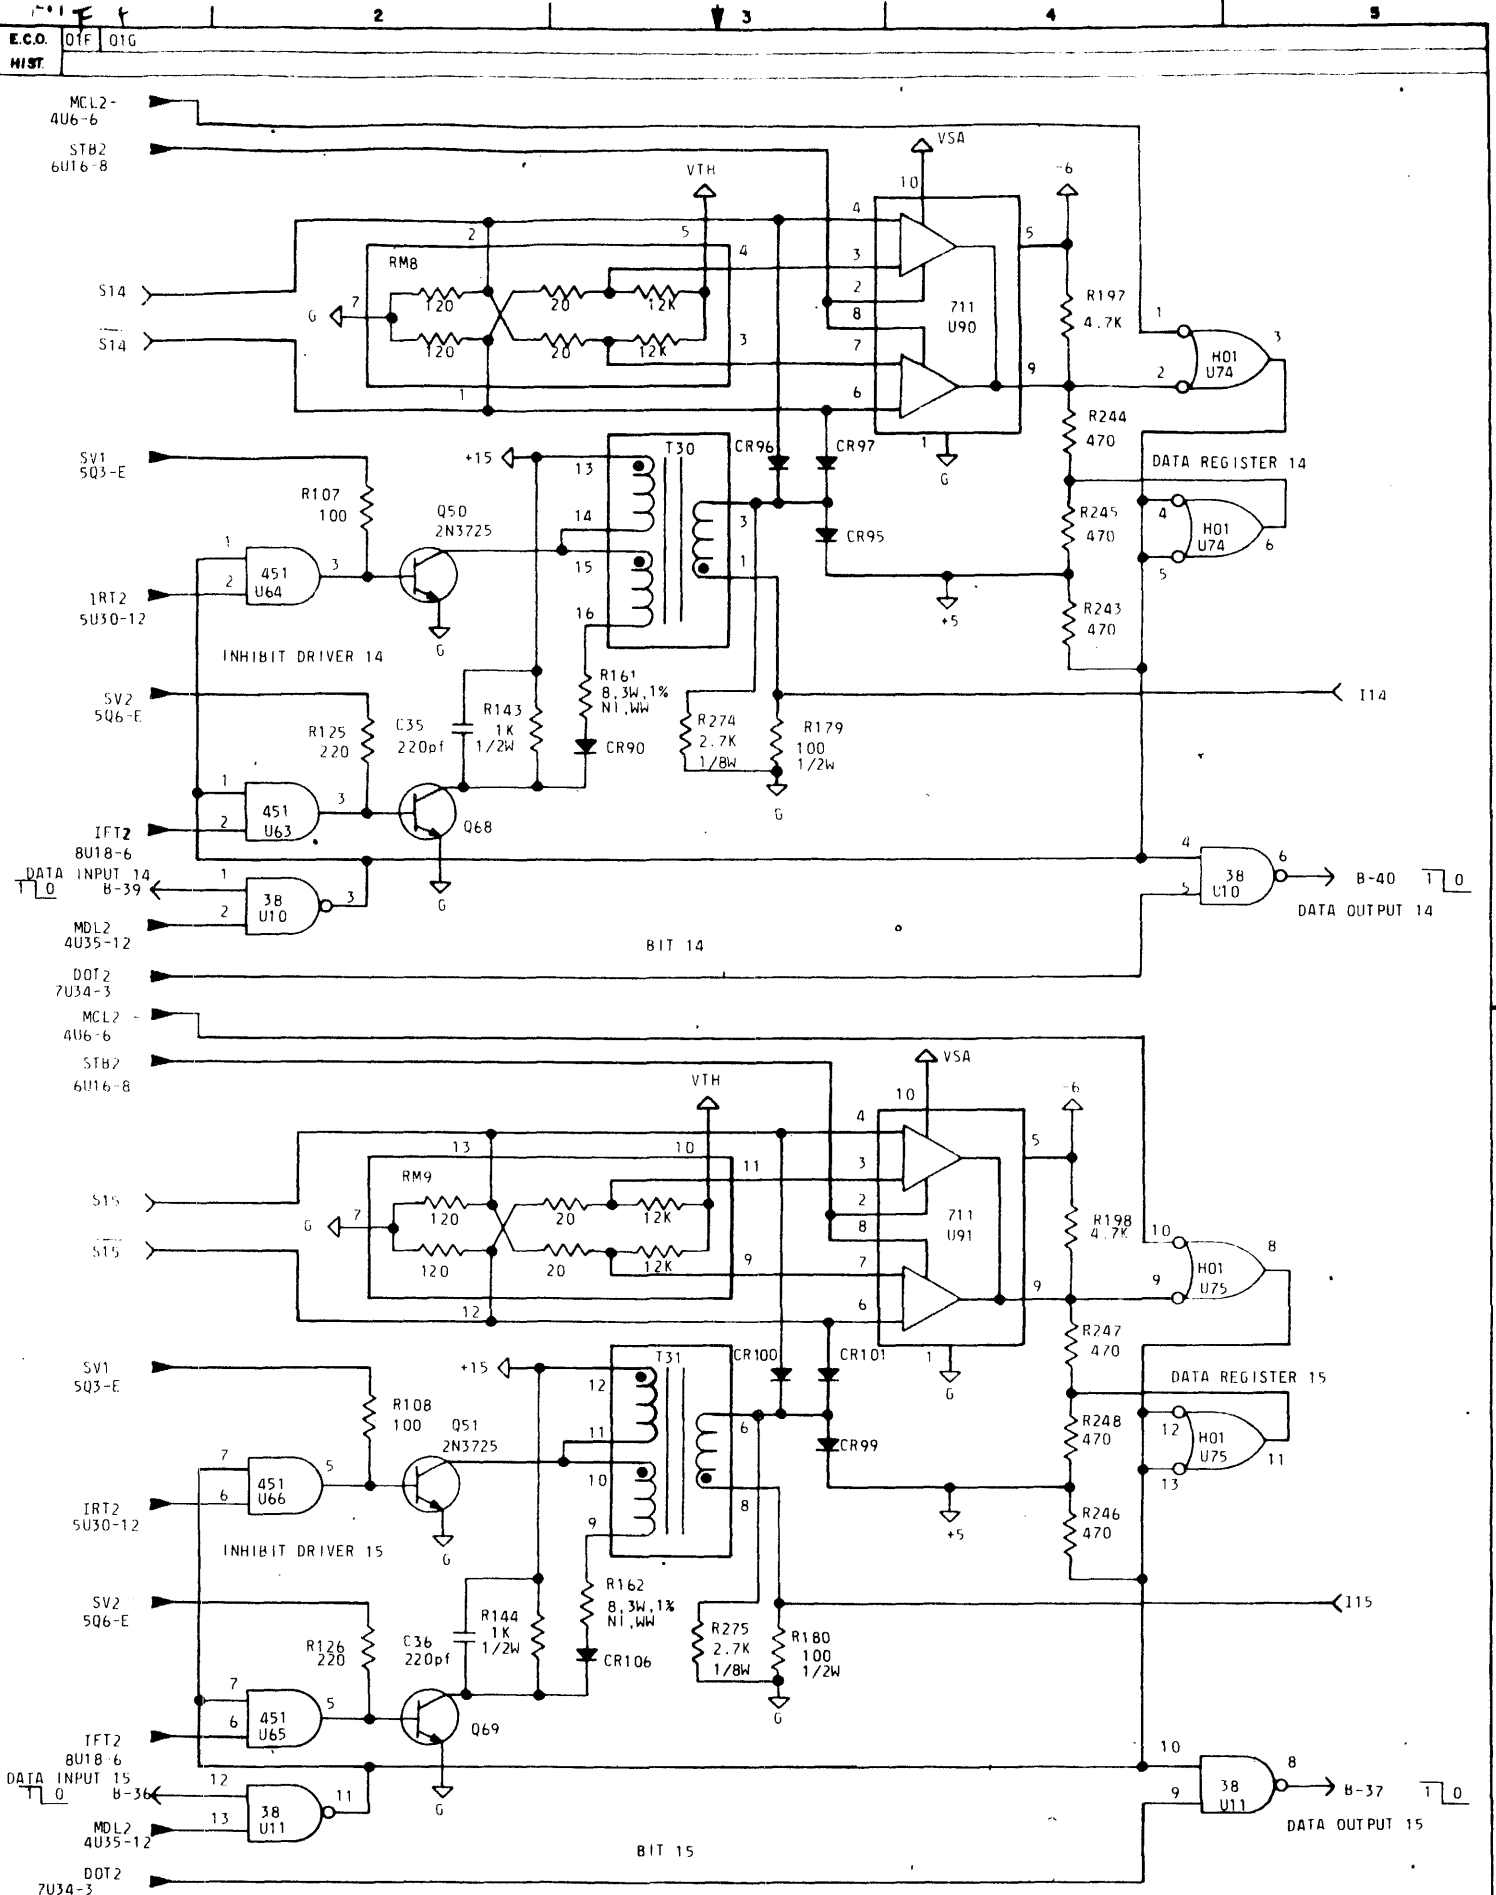 2 3 4 5
E.C.O. 01F 01G
HIST.
MCL2-
4U6-6
STB2
6U16-8
VSA
VTH
-6
10
4
5
2
5
4
3
RM8
S14
120
20
12K
2
711
U90
R197
4.7K
1
3
G
7
8
H01
U74
S14
120
20
12K
3
7
9
2
1
6
R244
470
SV1
5Q3-E
+15
13
T30
CR96
CR97
1
G
DATA REGISTER 14
R107
100
Q50
2N3725
14
3
R245
470
4
H01
U74
6
CR95
1
451
U64
3
15
1
5
2
IRT2
5U30-12
16
+5
R243
470
G
INHIBIT DRIVER 14
R161
8,3W,1%
NI,WW
SV2
5Q6-E
I14
R125
220
C35
220pf
R143
1K
1/2W
CR90
R274
2.7K
1/8W
R179
100
1/2W
1
451
U63
3
2
Q68
G
IFT2
8U18-6
4
6
DATA INPUT 14
1 0
B-39
1
38
U10
3
G
5
38
U10
B-40
1 0
DATA OUTPUT 14
2
MDL2
4U35-12
BIT 14
DOT2
7U34-3
MCL2 -
4U6-6
STB2
6U16-8
VSA
VTH
-6
10
4
5
13
10
11
3
RM9
S15
120
20
12K
2
711
U91
R198
4.7K
10
8
G
7
8
H01
U75
S15
120
20
12K
9
7
9
9
12
6
R247
470
SV1
5Q3-E
+15
12
T31
CR100
CR101
1
G
DATA REGISTER 15
R108
100
Q51
2N3725
11
6
R248
470
12
H01
U75
11
CR99
7
451
U66
5
10
8
13
6
IRT2
5U30-12
9
+5
R246
470
G
INHIBIT DRIVER 15
R162
8,3W,1%
NI,WW
SV2
5Q6-E
I15
R126
220
C36
220pf
R144
1K
1/2W
CR106
R275
2.7K
1/8W
R180
100
1/2W
7
451
U65
5
6
Q69
G
IFT2
8U18-6
10
8
DATA INPUT 15
1 0
B-36
12
38
U11
11
G
9
38
U11
B-37
1 0
DATA OUTPUT 15
13
MDL2
4U35-12
BIT 15
DOT2
7U34-3